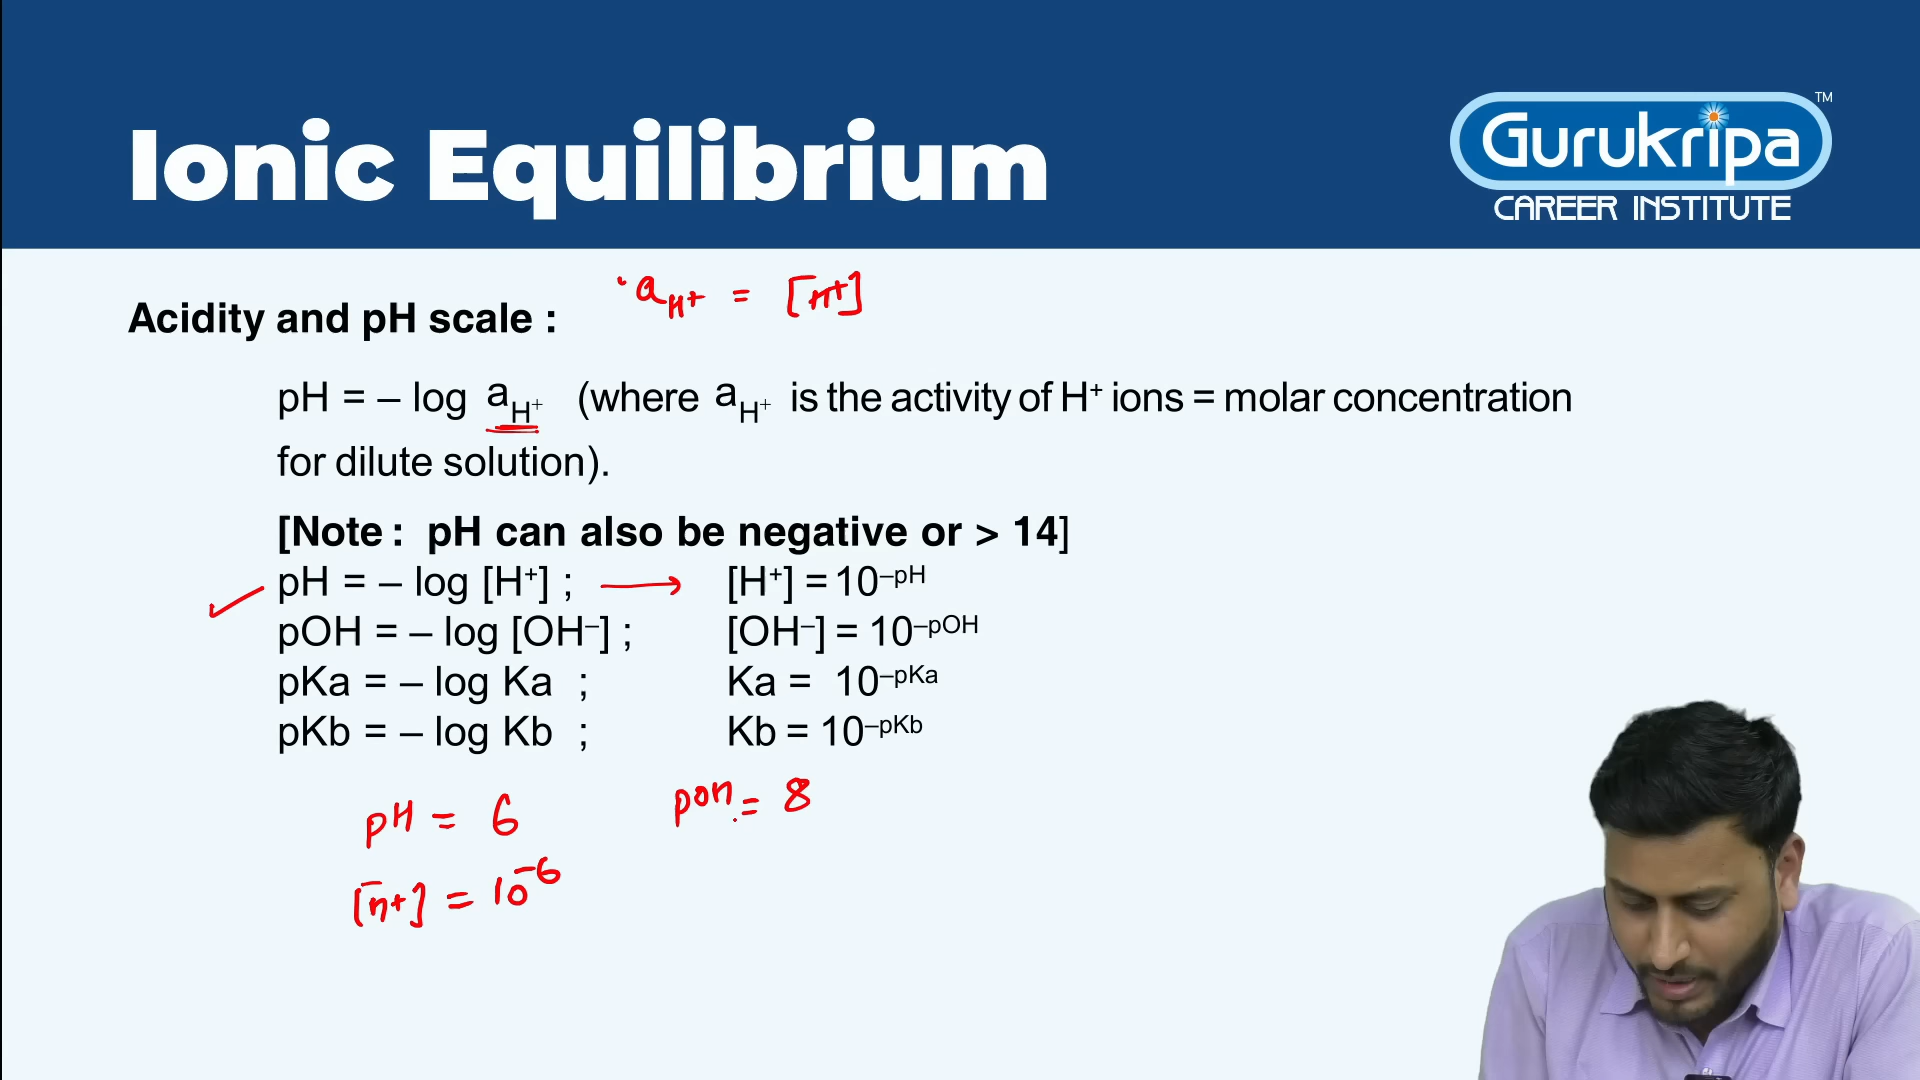 Ionic Equilibrium
Gurukripa TM
CAREER INSTITUTE
a_H+ = [H+]
Acidity and pH scale :
pH = – log a_H+ (where a_H+ is the activity of H⁺ ions = molar concentration
for dilute solution).
[Note : pH can also be negative or > 14]
pH = – log [H⁺] ; → [H⁺] = 10⁻ᵖᴴ
pOH = – log [OH⁻] ; [OH⁻] = 10⁻ᵖᴼᴴ
pKa = – log Ka ; Ka = 10⁻ᵖᴷᵃ
pKb = – log Kb ; Kb = 10⁻ᵖᴷᵇ
pH = 6 pOH = 8
[H+] = 10⁻⁶